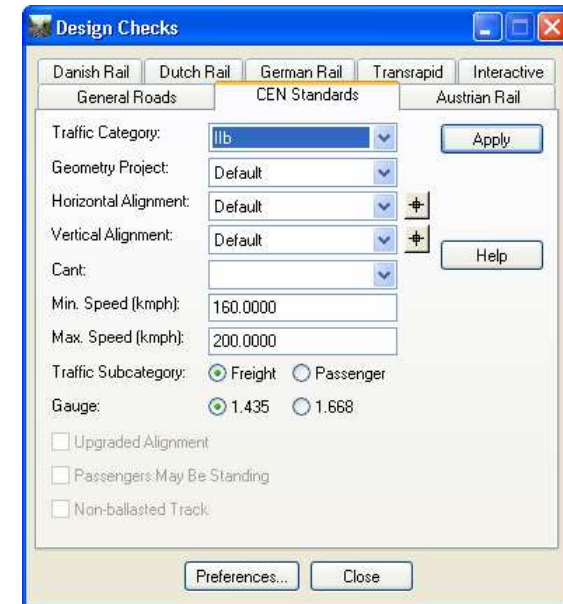 Design Checks
Danish Rail Dutch Rail German Rail Transrapid Interactive
General Roads CEN Standards Austrian Rail
Traffic Category: IIb Apply
Geometry Project: Default
Horizontal Alignment: Default
Vertical Alignment: Default
Help
Cant:
Min. Speed (kmph): 160.0000
Max. Speed (kmph): 200.0000
Traffic Subcategory: Freight Passenger
Gauge: 1.435 1.668
Upgraded Alignment
Passengers May Be Standing
Non-ballasted Track
Preferences... Close